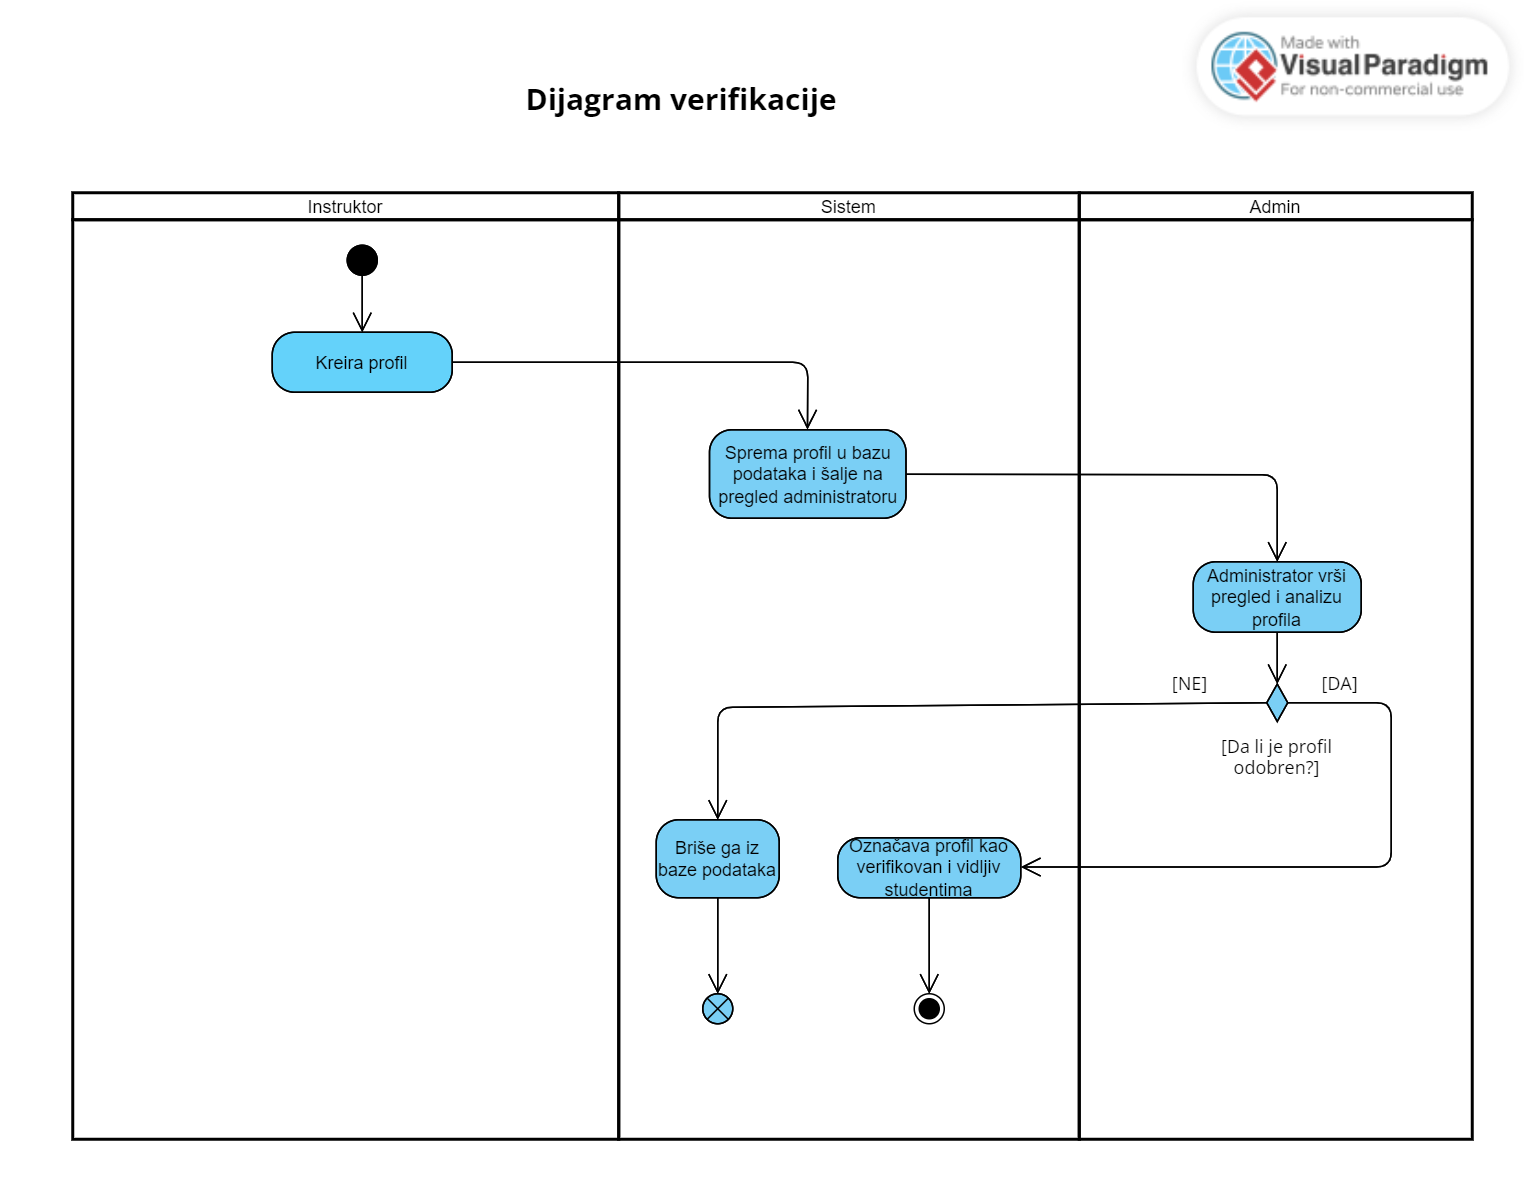 Made with
Visual Paradigm
For non-commercial use
Dijagram verifikacije
Instruktor
Sistem
Admin
Kreira profil
Sprema profil u bazu
podataka i šalje na
pregled administratoru
Administrator vrši
pregled i analizu
profila
[NE]
[DA]
[Da li je profil
odobren?]
Briše ga iz
baze podataka
Označava profil kao
verifikovan i vidljiv
studentima